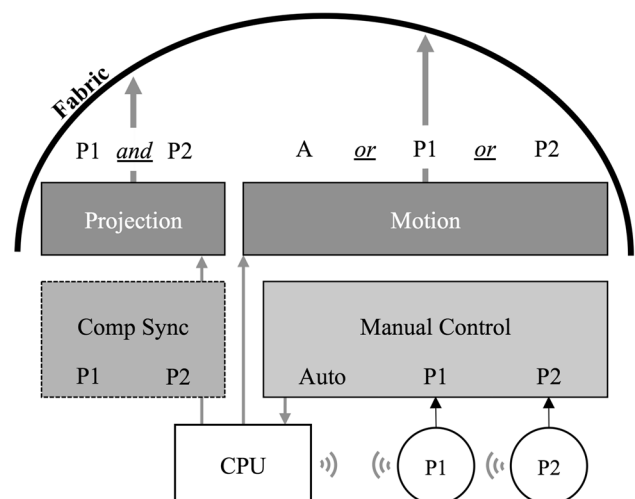 Fabric
P1 and P2
A or P1 or P2
Projection
Motion
Comp Sync
P1 P2
Manual Control
Auto P1 P2
CPU
P1
P2